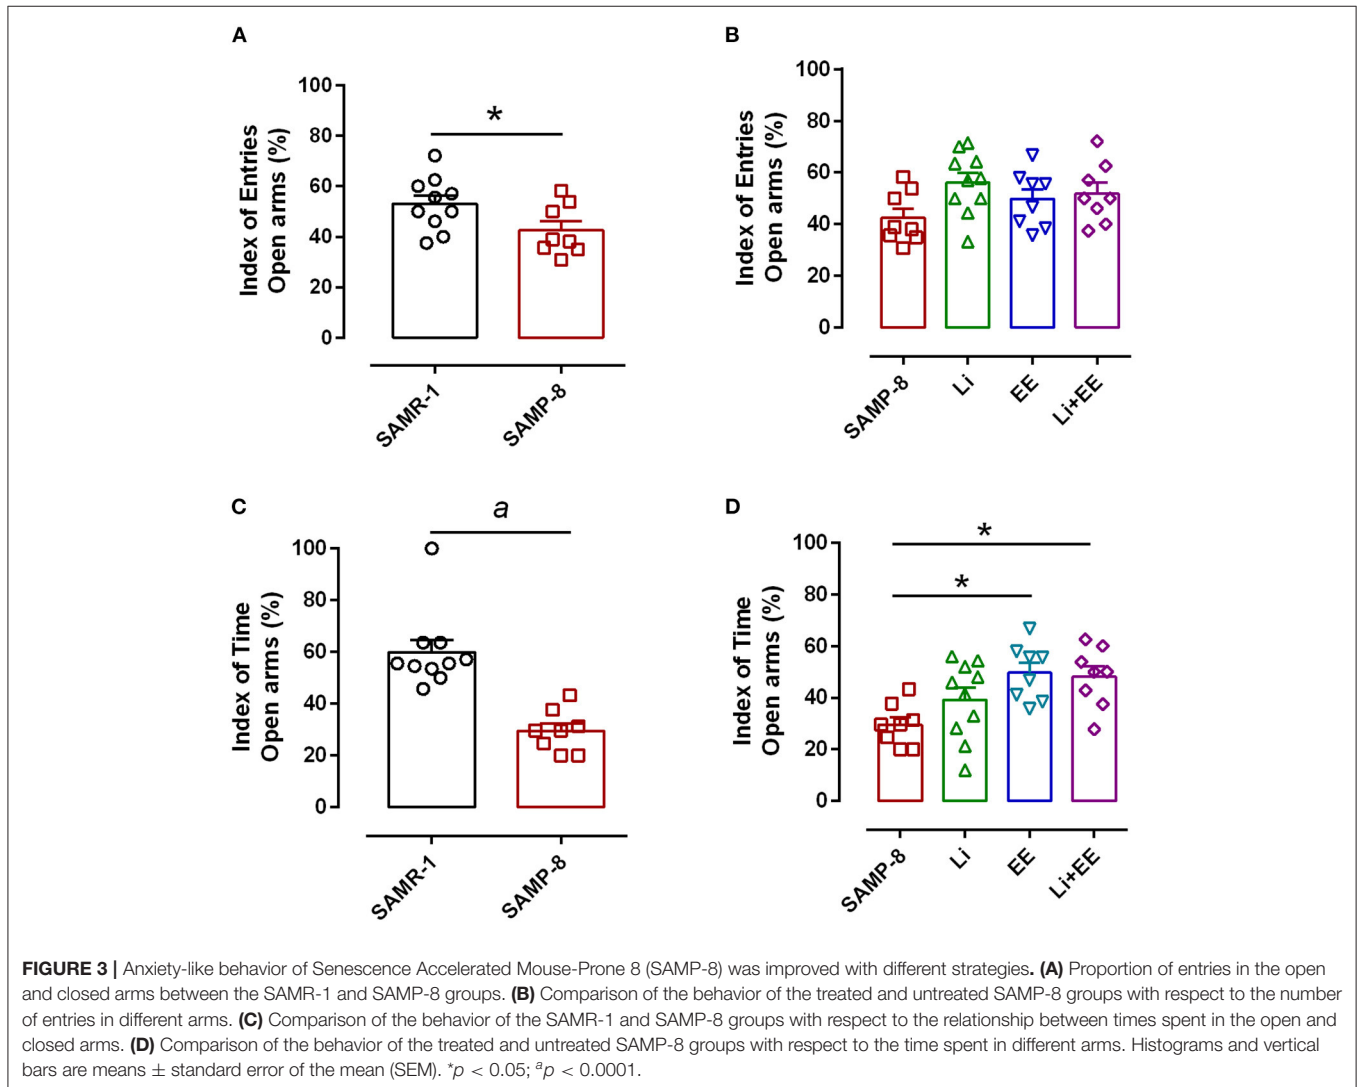 A
Index of Entries
Open arms (%)
100
80
60
40
20
0
*
SAMR-1
SAMP-8
B
Index of Entries
Open arms (%)
100
80
60
40
20
0
SAMP-8
Li
EE
Li+EE
C
Index of Time
Open arms (%)
100
80
60
40
20
0
a
SAMR-1
SAMP-8
D
Index of Time
Open arms (%)
100
80
60
40
20
0
*
*
SAMP-8
Li
EE
Li+EE
FIGURE 3 | Anxiety-like behavior of Senescence Accelerated Mouse-Prone 8 (SAMP-8) was improved with different strategies. (A) Proportion of entries in the open
and closed arms between the SAMR-1 and SAMP-8 groups. (B) Comparison of the behavior of the treated and untreated SAMP-8 groups with respect to the number
of entries in different arms. (C) Comparison of the behavior of the SAMR-1 and SAMP-8 groups with respect to the relationship between times spent in the open and
closed arms. (D) Comparison of the behavior of the treated and untreated SAMP-8 groups with respect to the time spent in different arms. Histograms and vertical
bars are means ± standard error of the mean (SEM). *p < 0.05; ᵃp < 0.0001.